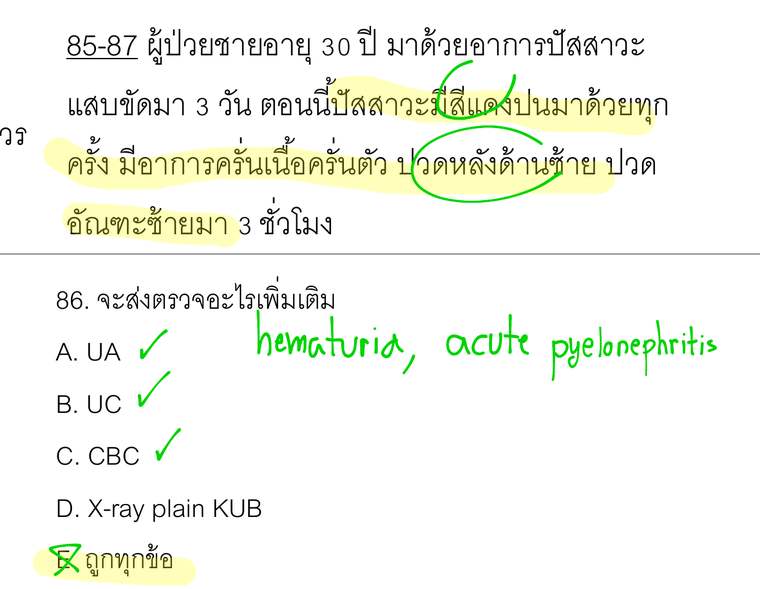 85-87 ผู้ป่วยชายอายุ 30 ปี มาด้วยอาการปัสสาวะ
แสบขัดมา 3 วัน ตอนนี้ปัสสาวะมีสีแดงปนมาด้วยทุก
วร
ครั้ง มีอาการครั่นเนื้อครั่นตัว ปวดหลังด้านซ้าย ปวด
อัณฑะซ้ายมา 3 ชั่วโมง
86. จะส่งตรวจอะไรเพิ่มเติม
hematuria, acute pyelonephritis
A. UA ✓
B. UC ✓
C. CBC ✓
D. X-ray plain KUB
E. ถูกทุกข้อ